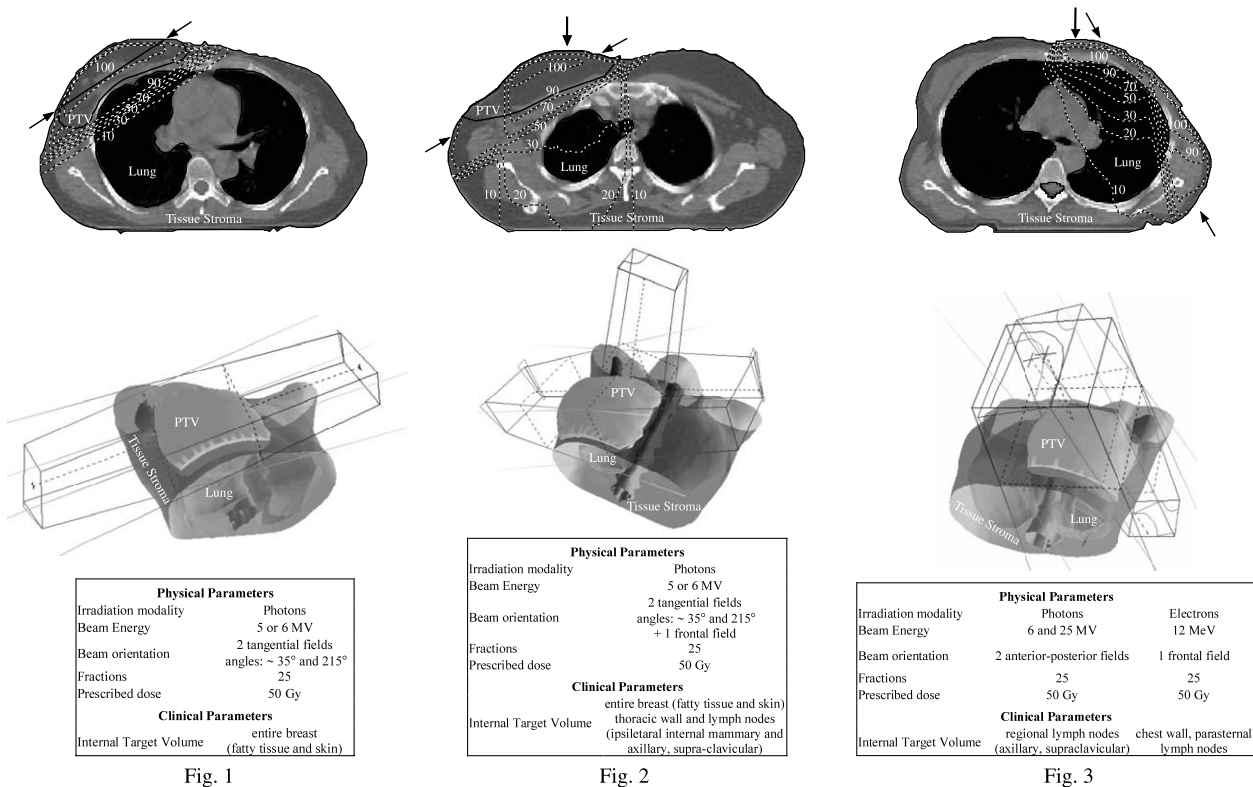 100
90
70
50
30
10
PTV
Lung
Tissue Stroma
100
90
70
50
30
PTV
Lung
10
20
20
10
Tissue Stroma
100
90
70
50
30
20
100
90
Lung
10
Tissue Stroma
PTV
Tissue Stroma
Lung
PTV
Lung
Tissue Stroma
PTV
Tissue Stroma
Lung
Physical Parameters
Irradiation modality Photons
Beam Energy 5 or 6 MV
Beam orientation 2 tangential fields
angles: ~ 35° and 215°
Fractions 25
Prescribed dose 50 Gy
Clinical Parameters
Internal Target Volume entire breast
(fatty tissue and skin)
Fig. 1
Physical Parameters
Irradiation modality Photons
Beam Energy 5 or 6 MV
Beam orientation 2 tangential fields
angles: ~ 35° and 215°
+ 1 frontal field
Fractions 25
Prescribed dose 50 Gy
Clinical Parameters
Internal Target Volume entire breast (fatty tissue and skin)
thoracic wall and lymph nodes
(ipsiletaral internal mammary and
axillary, supra-clavicular)
Fig. 2
Physical Parameters
Irradiation modality Photons Electrons
Beam Energy 6 and 25 MV 12 MeV
Beam orientation 2 anterior-posterior fields 1 frontal field
Fractions 25 25
Prescribed dose 50 Gy 50 Gy
Clinical Parameters
Internal Target Volume regional lymph nodes chest wall, parasternal
(axillary, supraclavicular) lymph nodes
Fig. 3